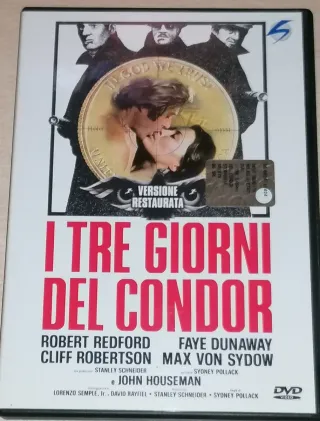 IN GOD WE TRUST
VERSIONE
RESTAURATA
I TRE GIORNI
DEL CONDOR
ROBERT REDFORD FAYE DUNAWAY
CLIFF ROBERTSON MAX VON SYDOW
STANLEY SCHNEIDER SYDNEY POLLACK
e JOHN HOUSEMAN
LORENZO SEMPLE, Jr., DAVID RAYFIEL STANLEY SCHNEIDER SYDNEY POLLACK
DVD